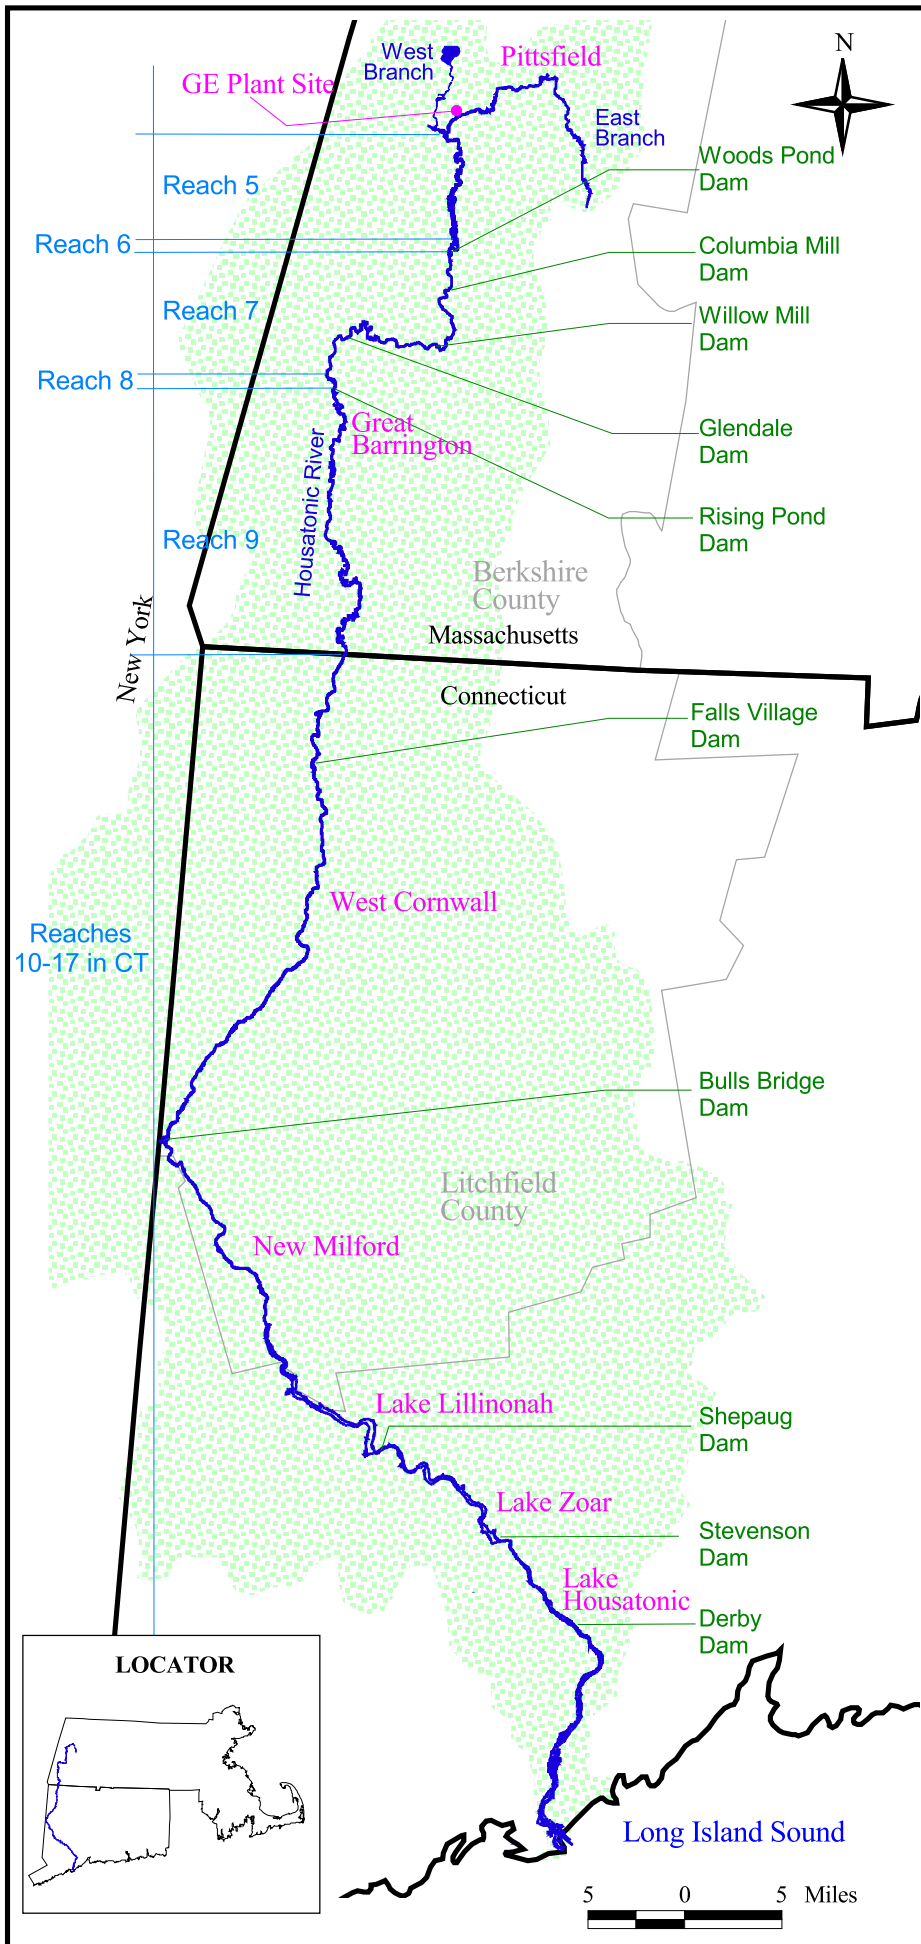 N
West
Branch
Pittsfield
GE Plant Site
East
Branch
Woods Pond
Dam
Reach 5
Reach 6
Columbia Mill
Dam
Reach 7
Willow Mill
Dam
Reach 8
Great
Barrington
Glendale
Dam
Housatonic River
Rising Pond
Dam
Reach 9
Berkshire
County
New York
Massachusetts
Connecticut
Falls Village
Dam
West Cornwall
Reaches
10-17 in CT
Bulls Bridge
Dam
Litchfield
County
New Milford
Lake Lillinonah
Shepaug
Dam
Lake Zoar
Stevenson
Dam
Lake
Housatonic
Derby
Dam
LOCATOR
Long Island Sound
5 0 5 Miles